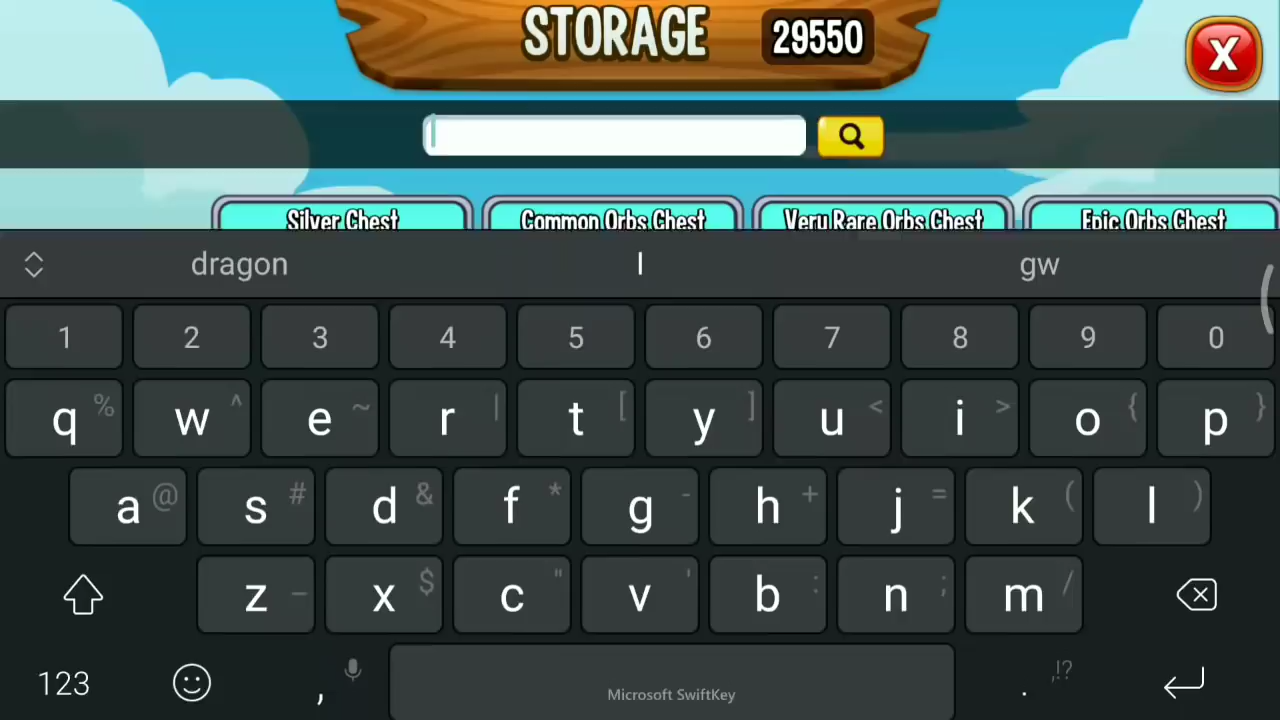 STORAGE 29550
X
Silver Chest Common Orbs Chest Very Rare Orbs Chest Epic Orbs Chest
dragon l gw
1 2 3 4 5 6 7 8 9 0
q % w ^ e ~ r | t [ y ] u < i > o { p }
a @ s # d & f * g - h + j = k ( l )
z _ x $ c " v ' b : n ; m /
123 , Microsoft SwiftKey . ,!?